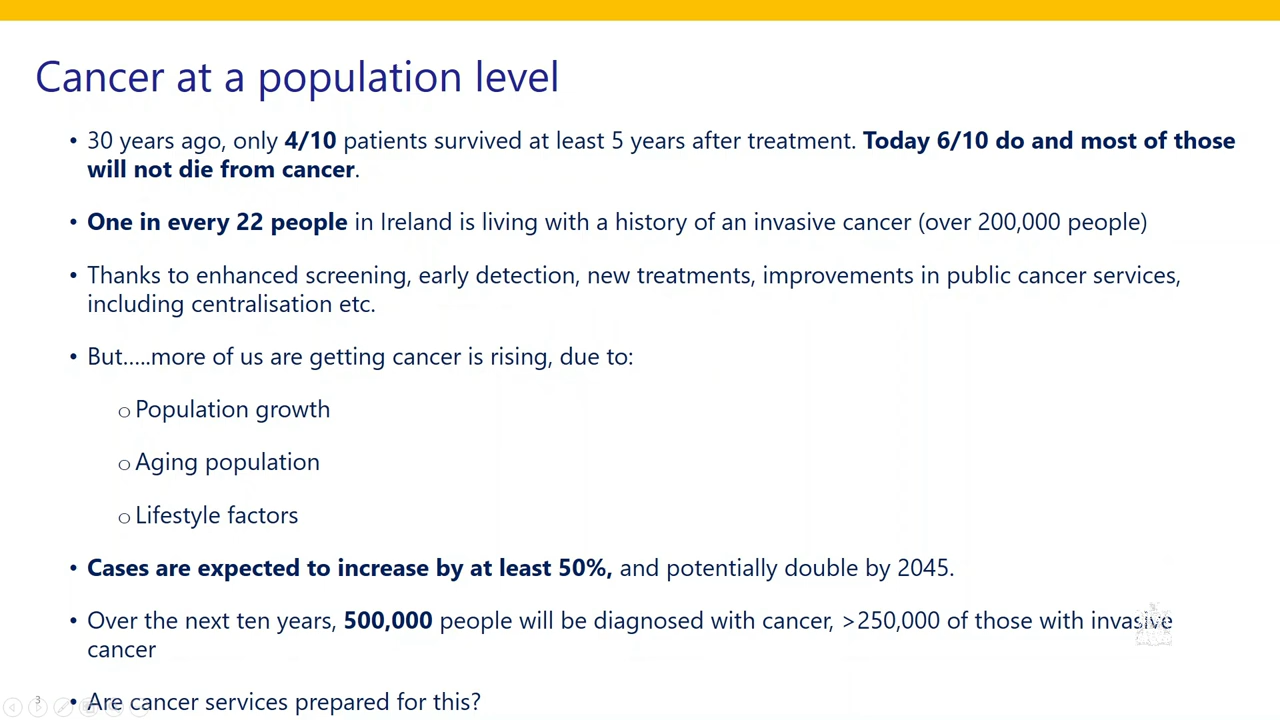 Cancer at a population level
• 30 years ago, only 4/10 patients survived at least 5 years after treatment. Today 6/10 do and most of those
will not die from cancer.
• One in every 22 people in Ireland is living with a history of an invasive cancer (over 200,000 people)
• Thanks to enhanced screening, early detection, new treatments, improvements in public cancer services,
including centralisation etc.
• But.....more of us are getting cancer is rising, due to:
o Population growth
o Aging population
o Lifestyle factors
• Cases are expected to increase by at least 50%, and potentially double by 2045.
• Over the next ten years, 500,000 people will be diagnosed with cancer, >250,000 of those with invasive
cancer
• Are cancer services prepared for this?
3